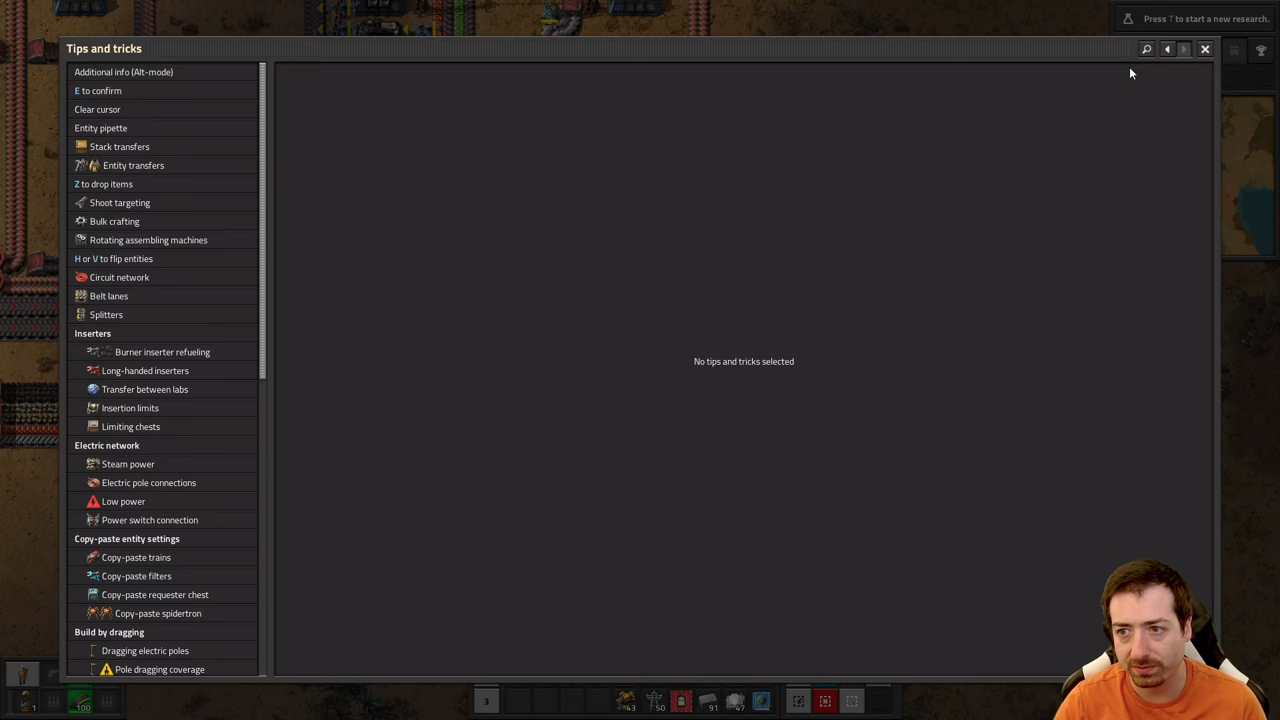 Press T to start a new research.
Tips and tricks
Additional info (Alt-mode)
E to confirm
Clear cursor
Entity pipette
Stack transfers
Entity transfers
Z to drop items
Shoot targeting
Bulk crafting
Rotating assembling machines
H or V to flip entities
Circuit network
Belt lanes
Splitters
Inserters
Burner inserter refueling
Long-handed inserters
Transfer between labs
Insertion limits
Limiting chests
Electric network
Steam power
Electric pole connections
Low power
Power switch connection
Copy-paste entity settings
Copy-paste trains
Copy-paste filters
Copy-paste requester chest
Copy-paste spidertron
Build by dragging
Dragging electric poles
Pole dragging coverage
No tips and tricks selected
1
100
3
43
50
91
47